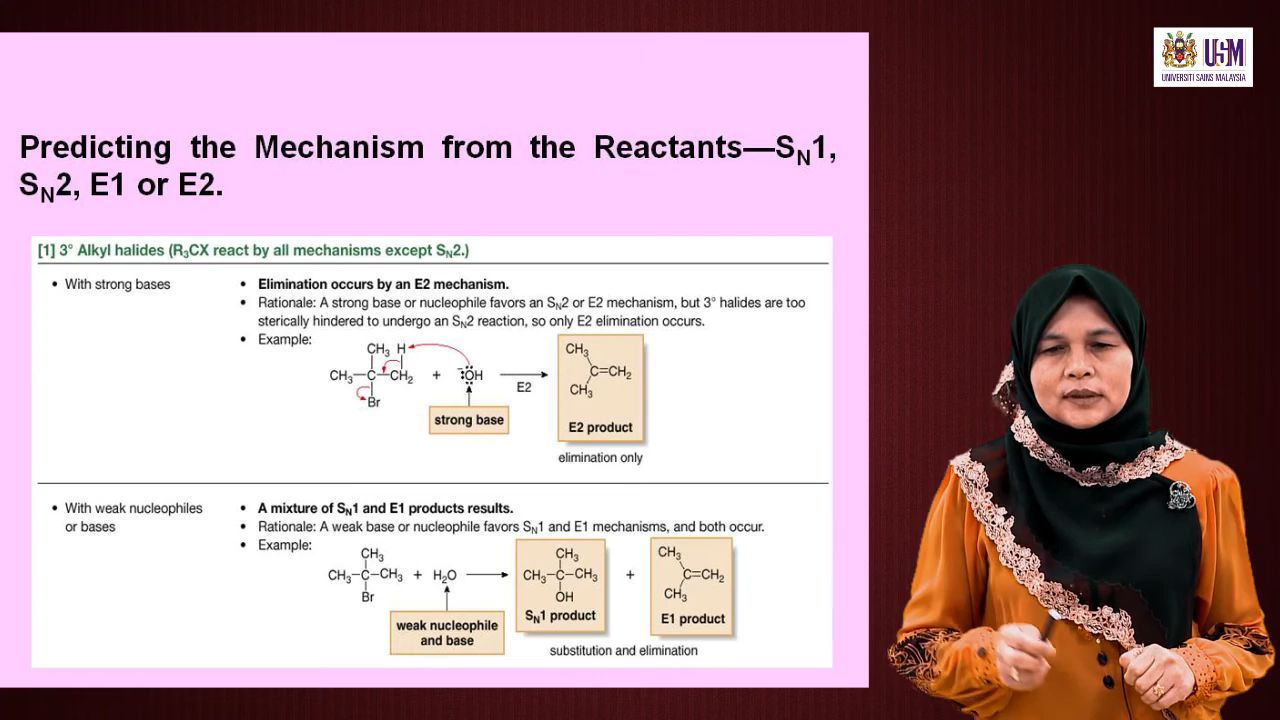 USM
UNIVERSITI SAINS MALAYSIA
Predicting the Mechanism from the Reactants—SN1,
SN2, E1 or E2.
[1] 3° Alkyl halides (R3CX react by all mechanisms except SN2.)
• With strong bases
• Elimination occurs by an E2 mechanism.
• Rationale: A strong base or nucleophile favors an SN2 or E2 mechanism, but 3° halides are too
sterically hindered to undergo an SN2 reaction, so only E2 elimination occurs.
• Example:
CH3 H
CH3—C—CH2 + −:ÖH
Br
strong base
E2
CH3
C=CH2
CH3
E2 product
elimination only
• With weak nucleophiles
or bases
• A mixture of SN1 and E1 products results.
• Rationale: A weak base or nucleophile favors SN1 and E1 mechanisms, and both occur.
• Example:
CH3
CH3—C—CH3 + H2O
Br
weak nucleophile
and base
CH3
CH3—C—CH3
OH
SN1 product
+
CH3
C=CH2
CH3
E1 product
substitution and elimination